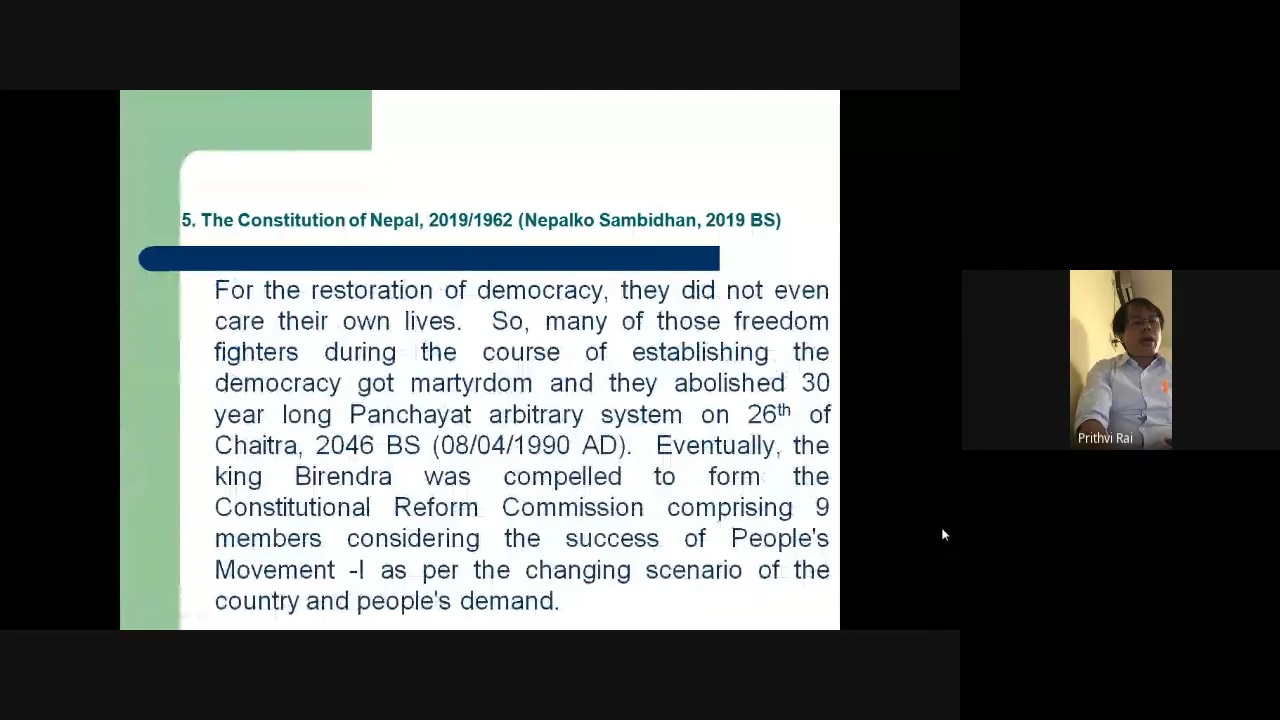 5. The Constitution of Nepal, 2019/1962 (Nepalko Sambidhan, 2019 BS)
For the restoration of democracy, they did not even
care their own lives. So, many of those freedom
fighters during the course of establishing the
democracy got martyrdom and they abolished 30
year long Panchayat arbitrary system on 26th of
Chaitra, 2046 BS (08/04/1990 AD). Eventually, the
king Birendra was compelled to form the
Constitutional Reform Commission comprising 9
members considering the success of People's
Movement -I as per the changing scenario of the
country and people's demand.
Prithvi Rai